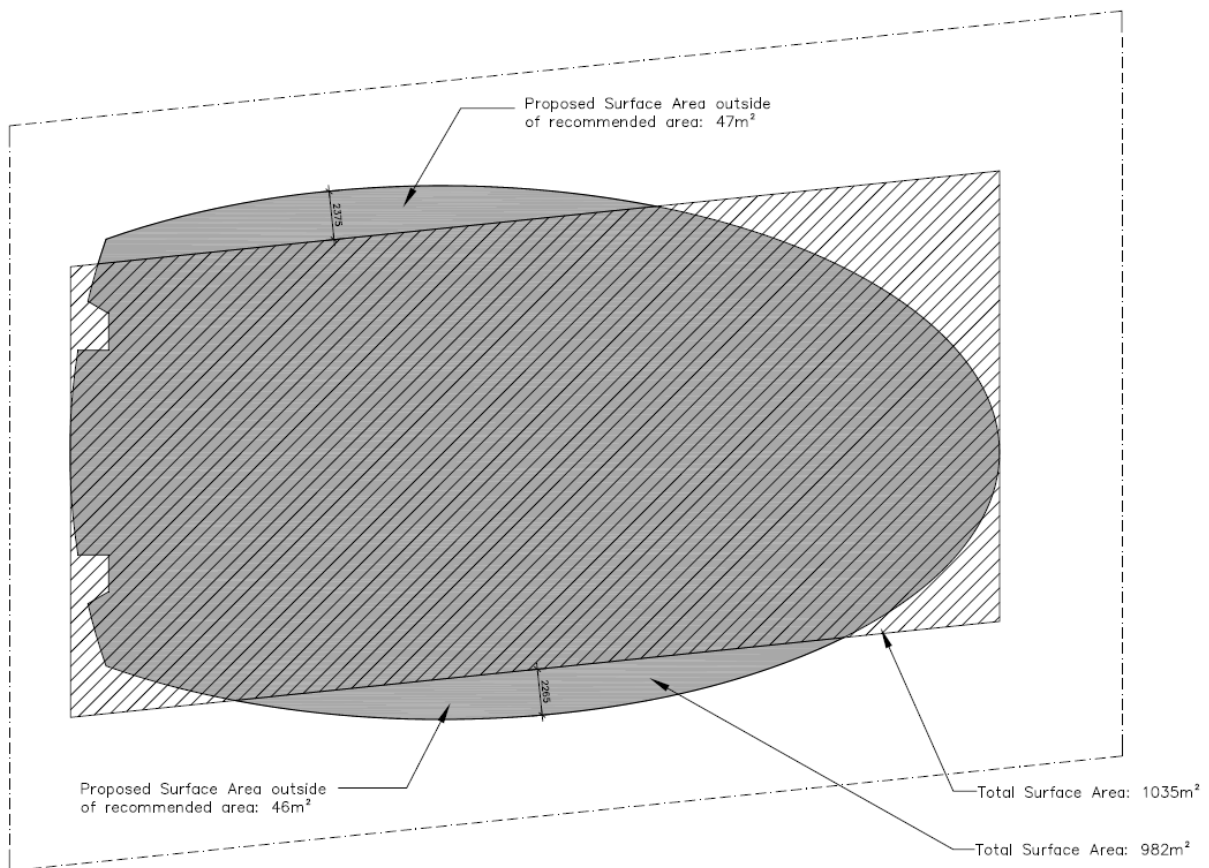 Proposed Surface Area outside
of recommended area: 47m²
2375
2265
Proposed Surface Area outside
of recommended area: 46m²
Total Surface Area: 1035m²
Total Surface Area: 982m²